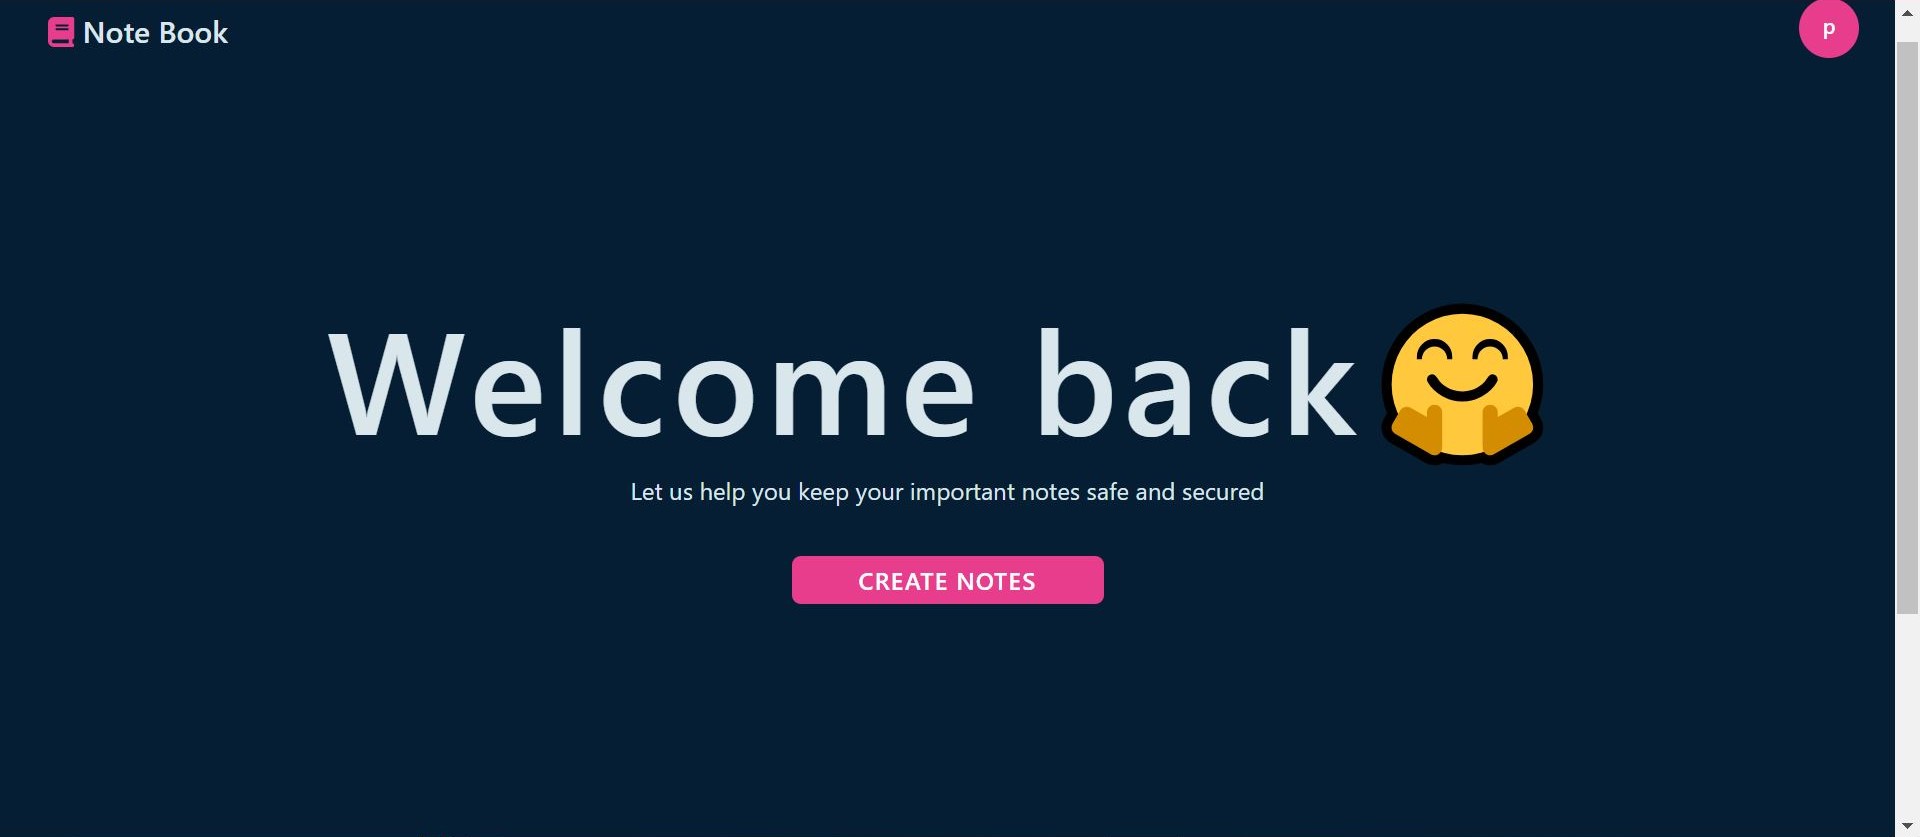 Note Book
p
Welcome back🤗
Let us help you keep your important notes safe and secured
CREATE NOTES